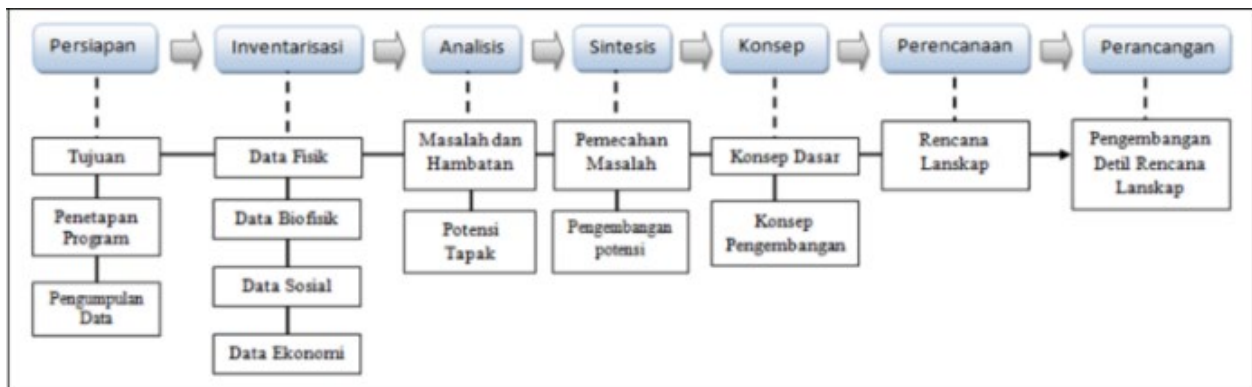 Persiapan
Inventarisasi
Analisis
Sintesis
Konsep
Perencanaan
Perancangan
Tujuan
Penetapan
Program
Pengumpulan
Data
Data Fisik
Data Biofisik
Data Sosial
Data Ekonomi
Masalah dan
Hambatan
Potensi
Tapak
Pemecahan
Masalah
Pengembangan
potensi
Konsep Dasar
Konsep
Pengembangan
Rencana
Lanskap
Pengembangan
Detil Rencana
Lanskap